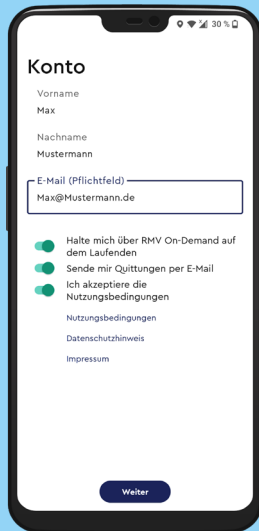 30 %
Konto
Vorname
Max
Nachname
Mustermann
E-Mail (Pflichtfeld)
Max@Mustermann.de
Halte mich über RMV On-Demand auf
dem Laufenden
Sende mir Quittungen per E-Mail
Ich akzeptiere die
Nutzungsbedingungen
Nutzungsbedingungen
Datenschutzhinweis
Impressum
Weiter